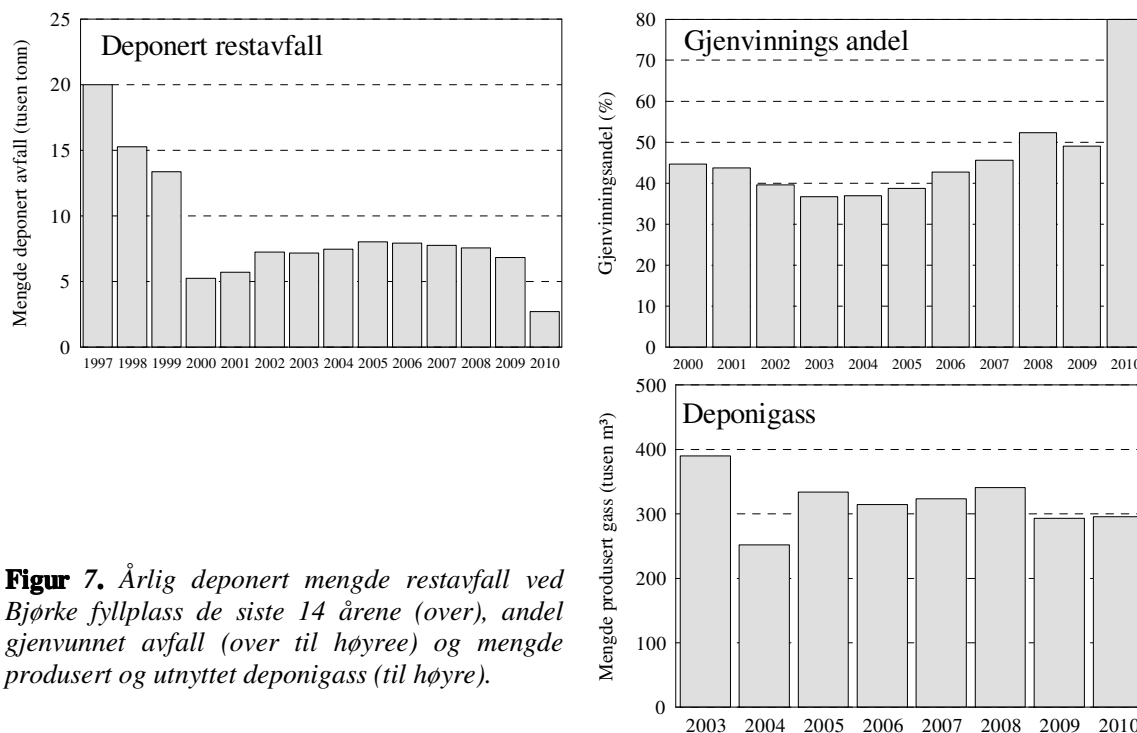 Deponert restavfall
Mengde deponert avfall (tusen tonn)
25
20
15
10
5
0
1997 1998 1999 2000 2001 2002 2003 2004 2005 2006 2007 2008 2009 2010
Gjenvinnings andel
Gjenvinningsandel (%)
80
70
60
50
40
30
20
10
0
2000 2001 2002 2003 2004 2005 2006 2007 2008 2009 2010
Deponigass
Mengde produsert gass (tusen m³)
500
400
300
200
100
0
2003 2004 2005 2006 2007 2008 2009 2010
Figur 7. Årlig deponert mengde restavfall ved
Bjørke fyllplass de siste 14 årene (over), andel
gjenvunnet avfall (over til høyree) og mengde
produsert og utnyttet deponigass (til høyre).